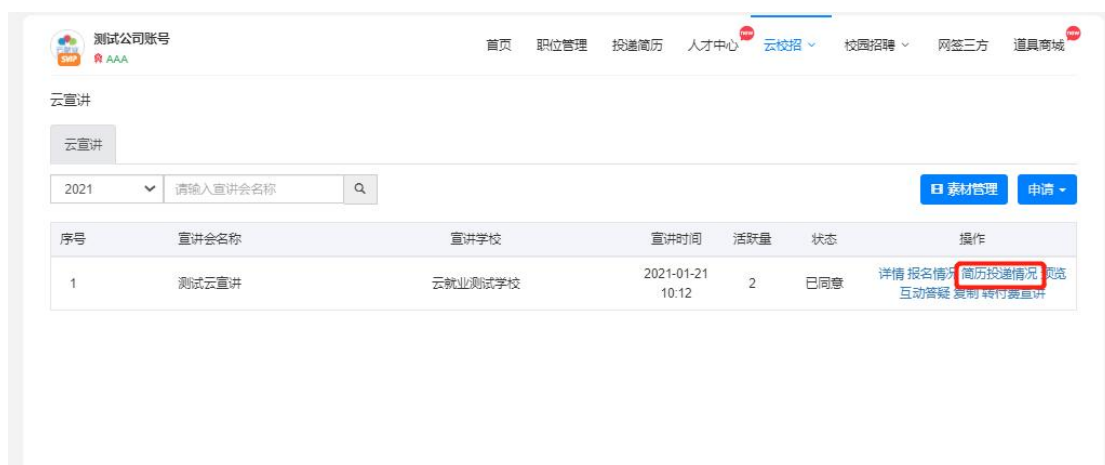 测试公司账号
AAA
首页 职位管理 投递简历 人才中心 new 云校招 校园招聘 网签三方 道具商城 new
云就业
SMP
云宣讲
云宣讲
2021 请输入宣讲会名称 素材管理 申请
序号 宣讲会名称 宣讲学校 宣讲时间 活跃量 状态 操作
1 测试云宣讲 云就业测试学校 2021-01-21 2 已同意 详情 报名情况 简历投递情况 预览
10:12 互动答疑 复制 转付费宣讲